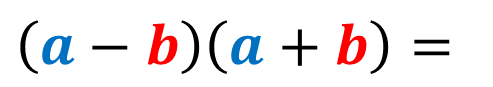 (a − b)(a + b) =